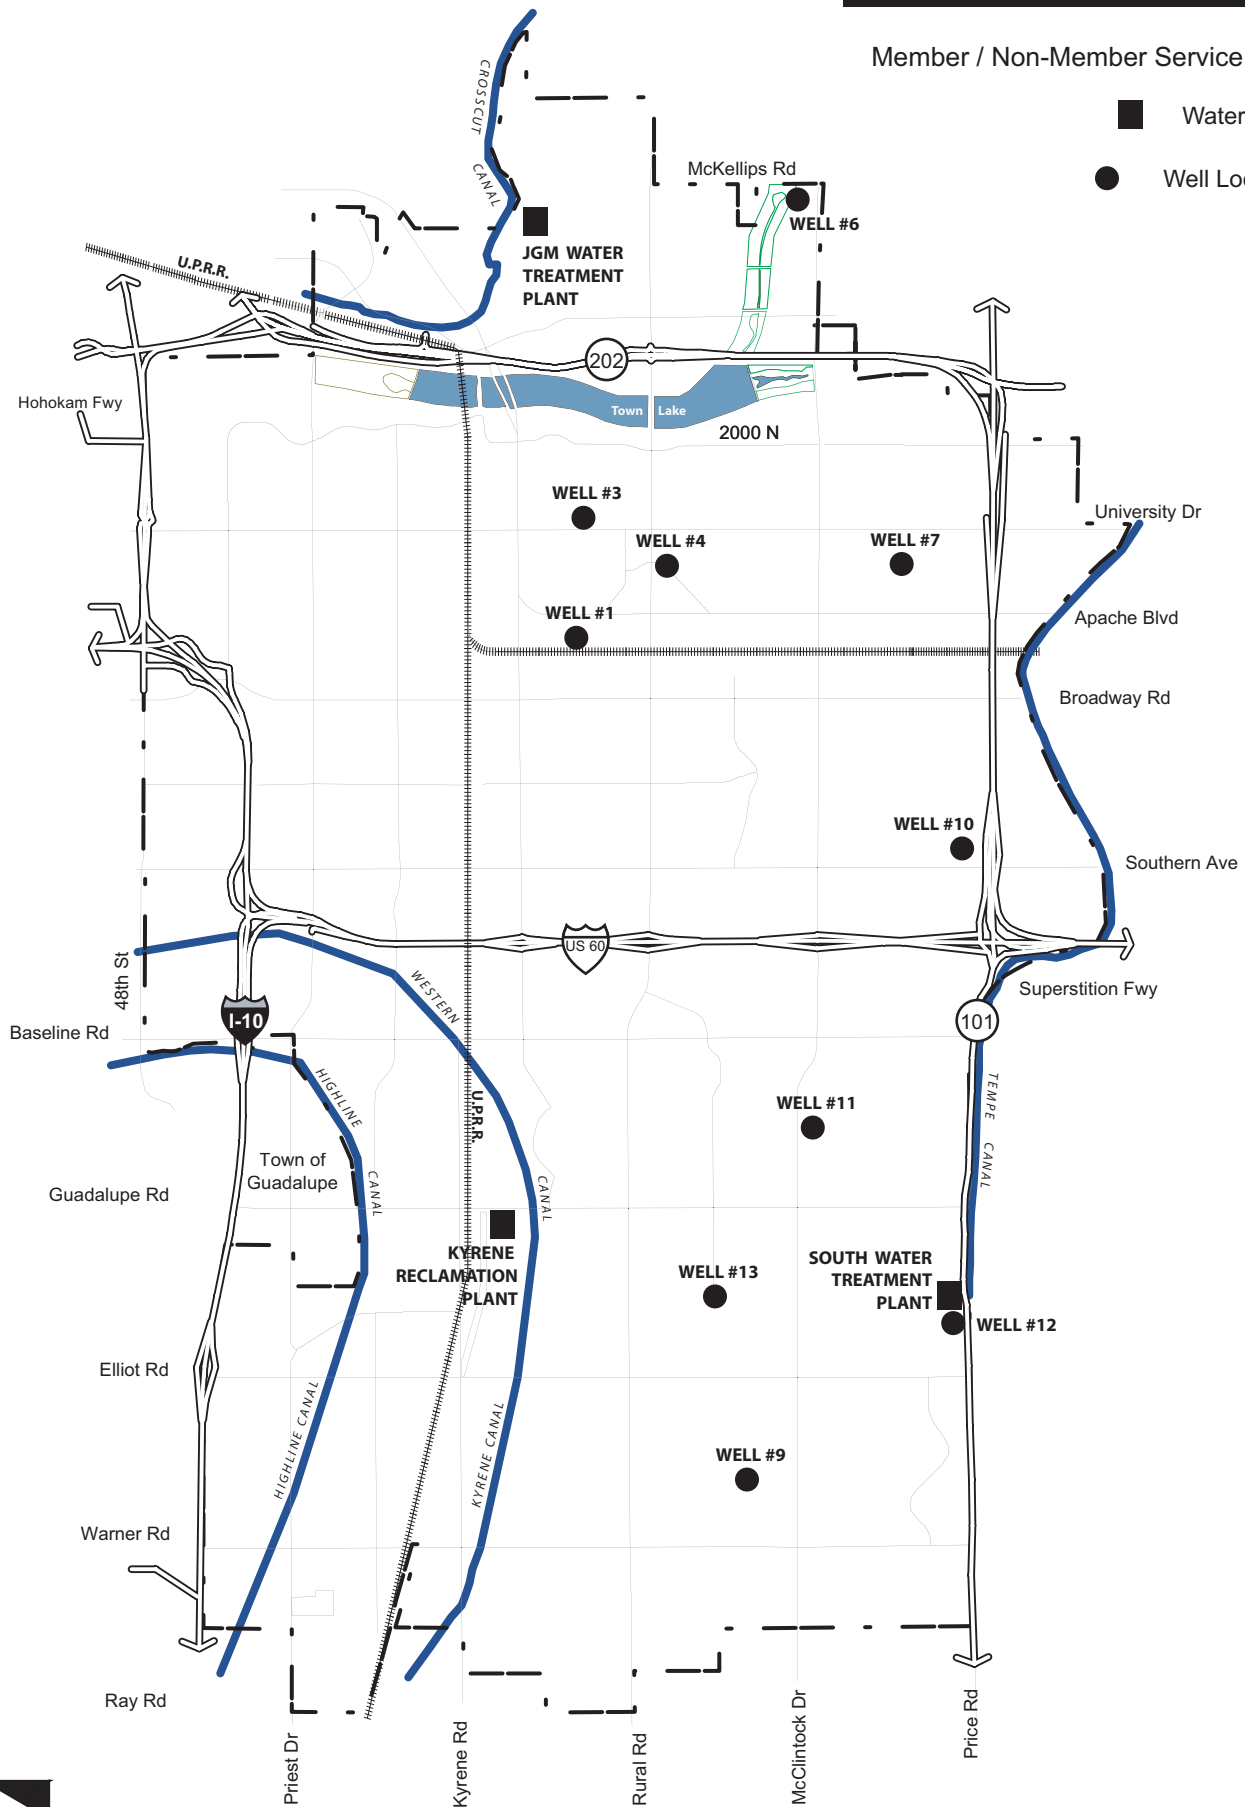 Member / Non-Member Service
Water
Well Loc
CROSSCUT
CANAL
McKellips Rd
WELL #6
JGM WATER
TREATMENT
PLANT
U.P.R.R.
202
Hohokam Fwy
Town Lake
2000 N
WELL #3
University Dr
WELL #4
WELL #7
WELL #1
Apache Blvd
Broadway Rd
WELL #10
Southern Ave
US 60
48th St
WESTERN
Superstition Fwy
I-10
101
Baseline Rd
HIGHLINE
TEMPE
CANAL
U.P.R.R.
WELL #11
Town of
Guadalupe
CANAL
CANAL
Guadalupe Rd
KYRENE
RECLAMATION
PLANT
SOUTH WATER
TREATMENT
PLANT
WELL #13
WELL #12
Elliot Rd
HIGHLINE CANAL
KYRENE CANAL
WELL #9
Warner Rd
Ray Rd
Priest Dr
Kyrene Rd
Rural Rd
McClintock Dr
Price Rd